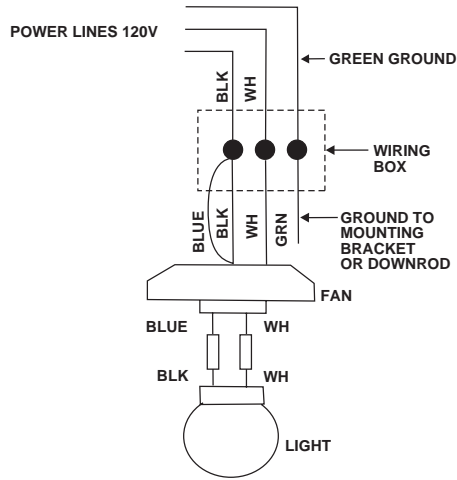 POWER LINES 120V
GREEN GROUND
BLK
WH
WIRING
BOX
BLUE
BLK
WH
GRN
GROUND TO
MOUNTING
BRACKET
OR DOWNROD
FAN
BLUE
WH
BLK
WH
LIGHT